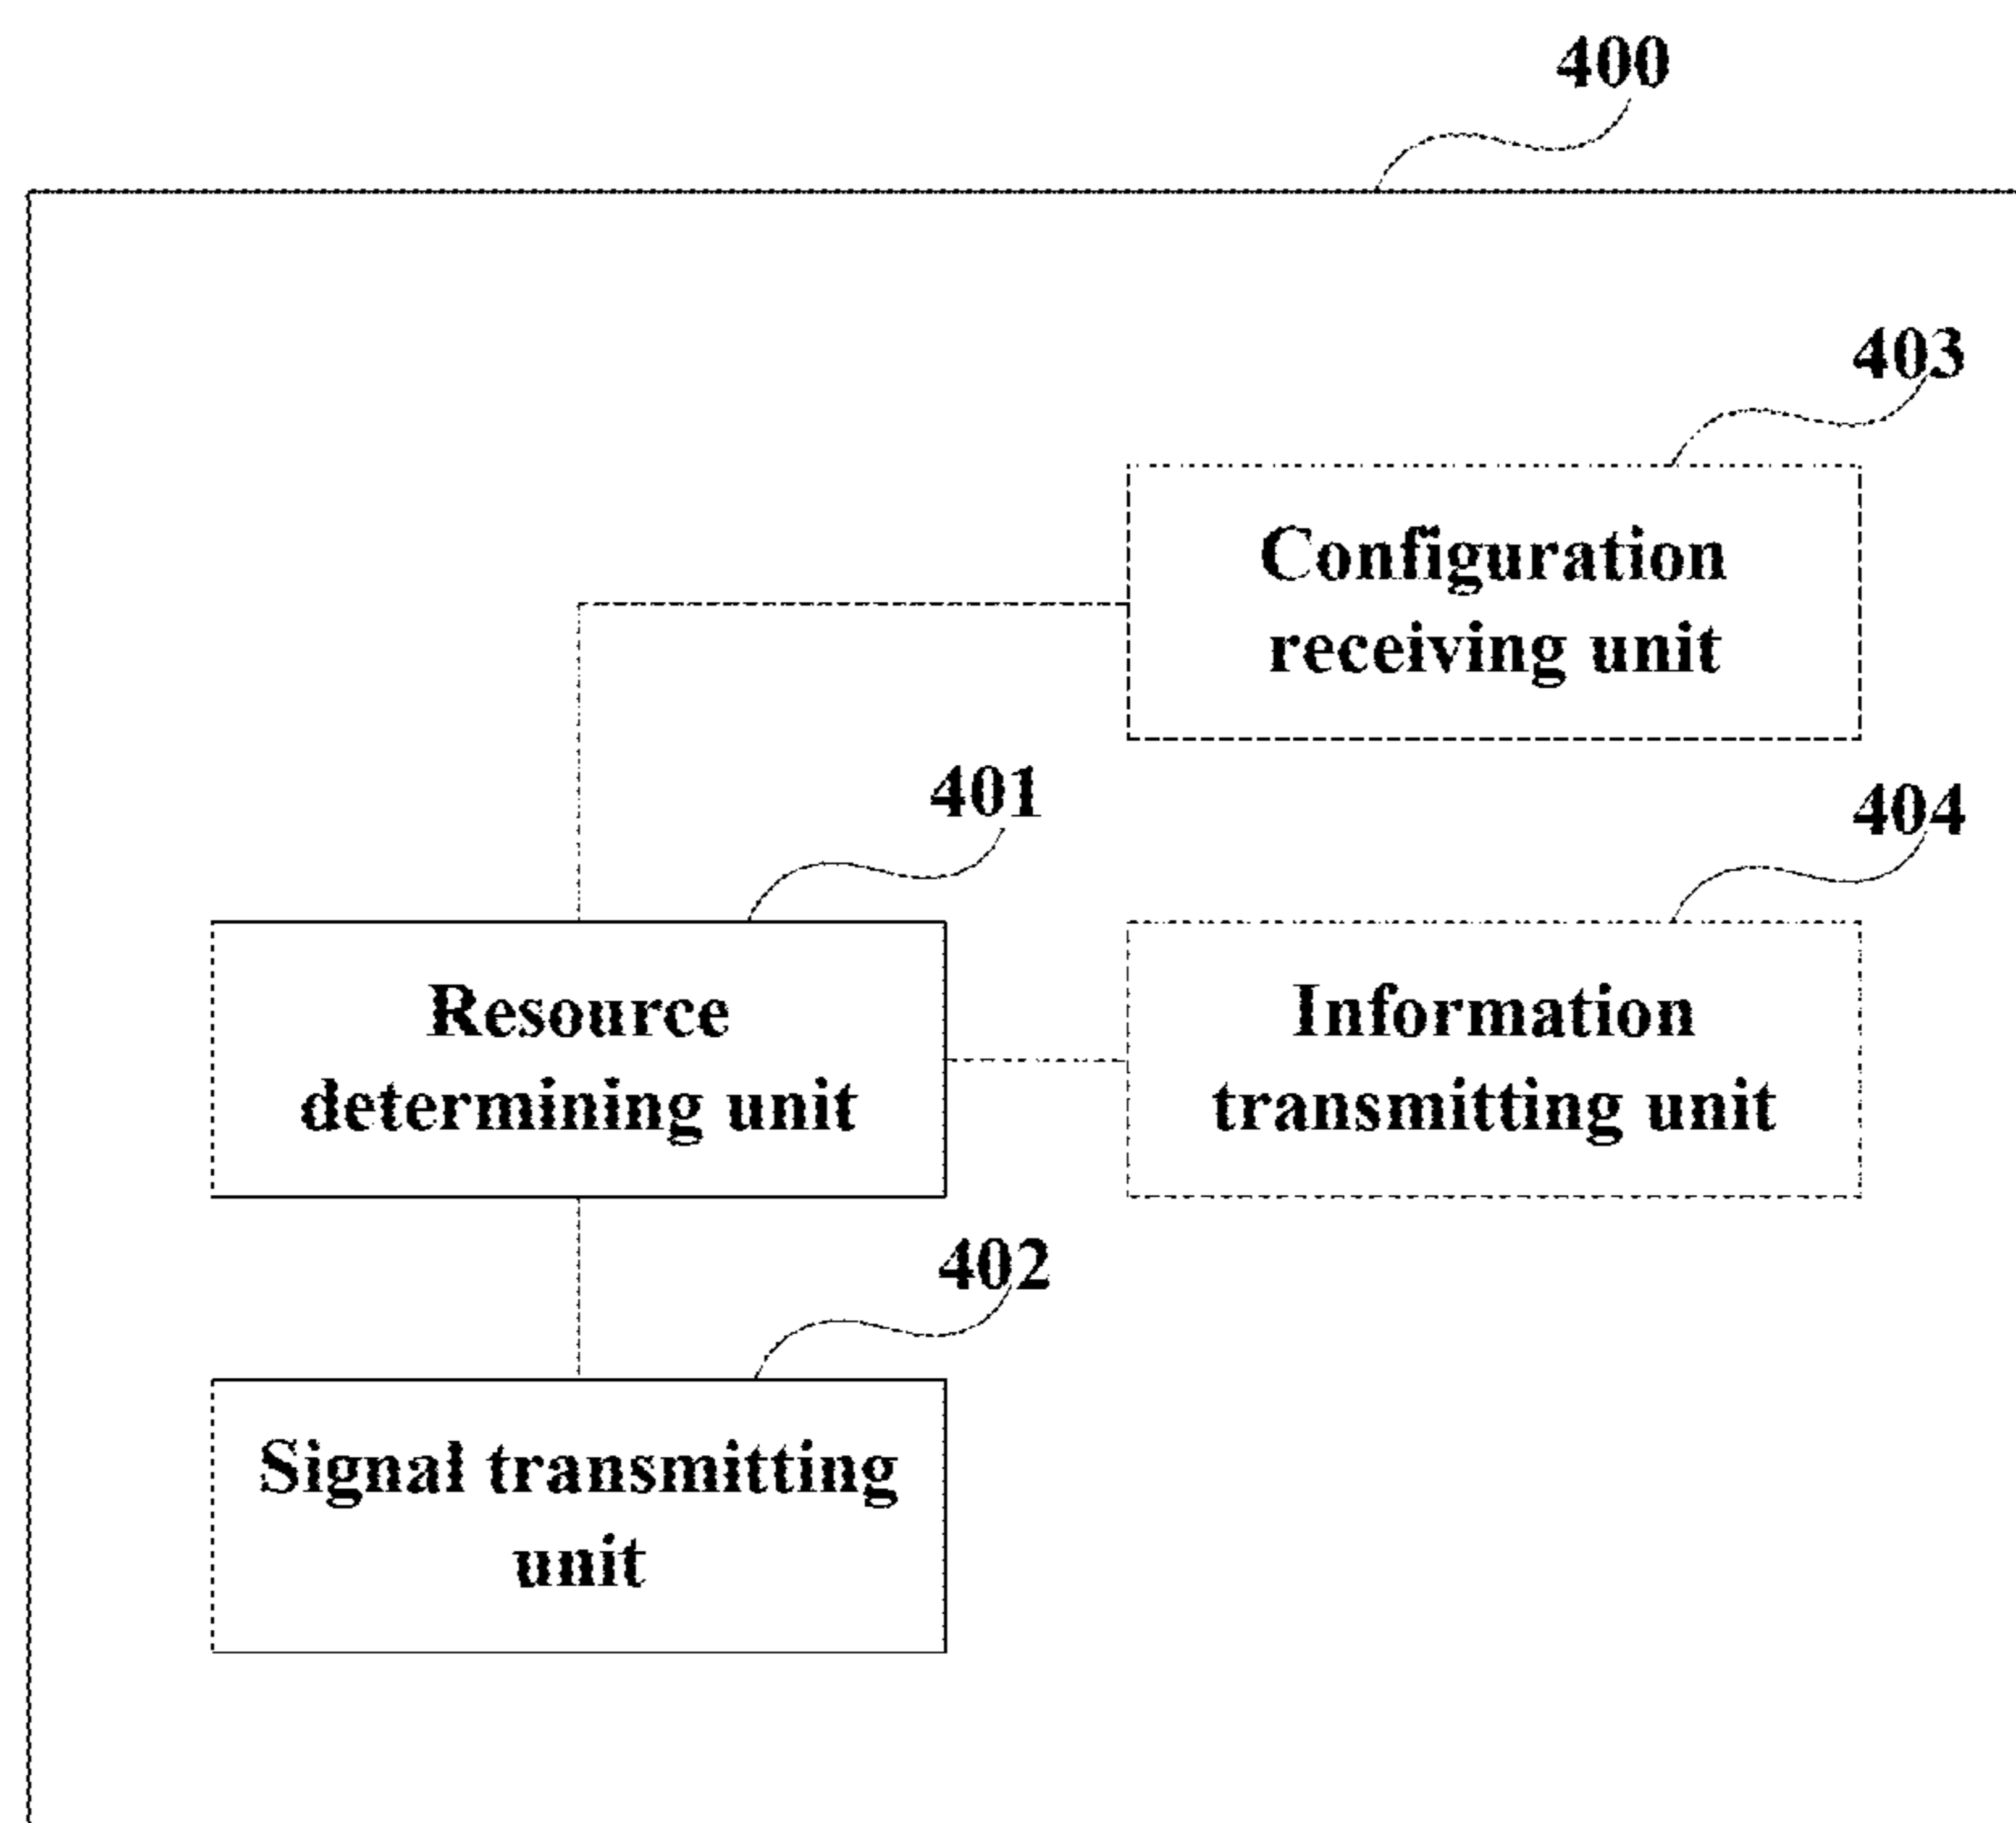 400
403
Configuration
receiving unit
401
404
Resource
determining unit
Information
transmitting unit
402
Signal transmitting
unit